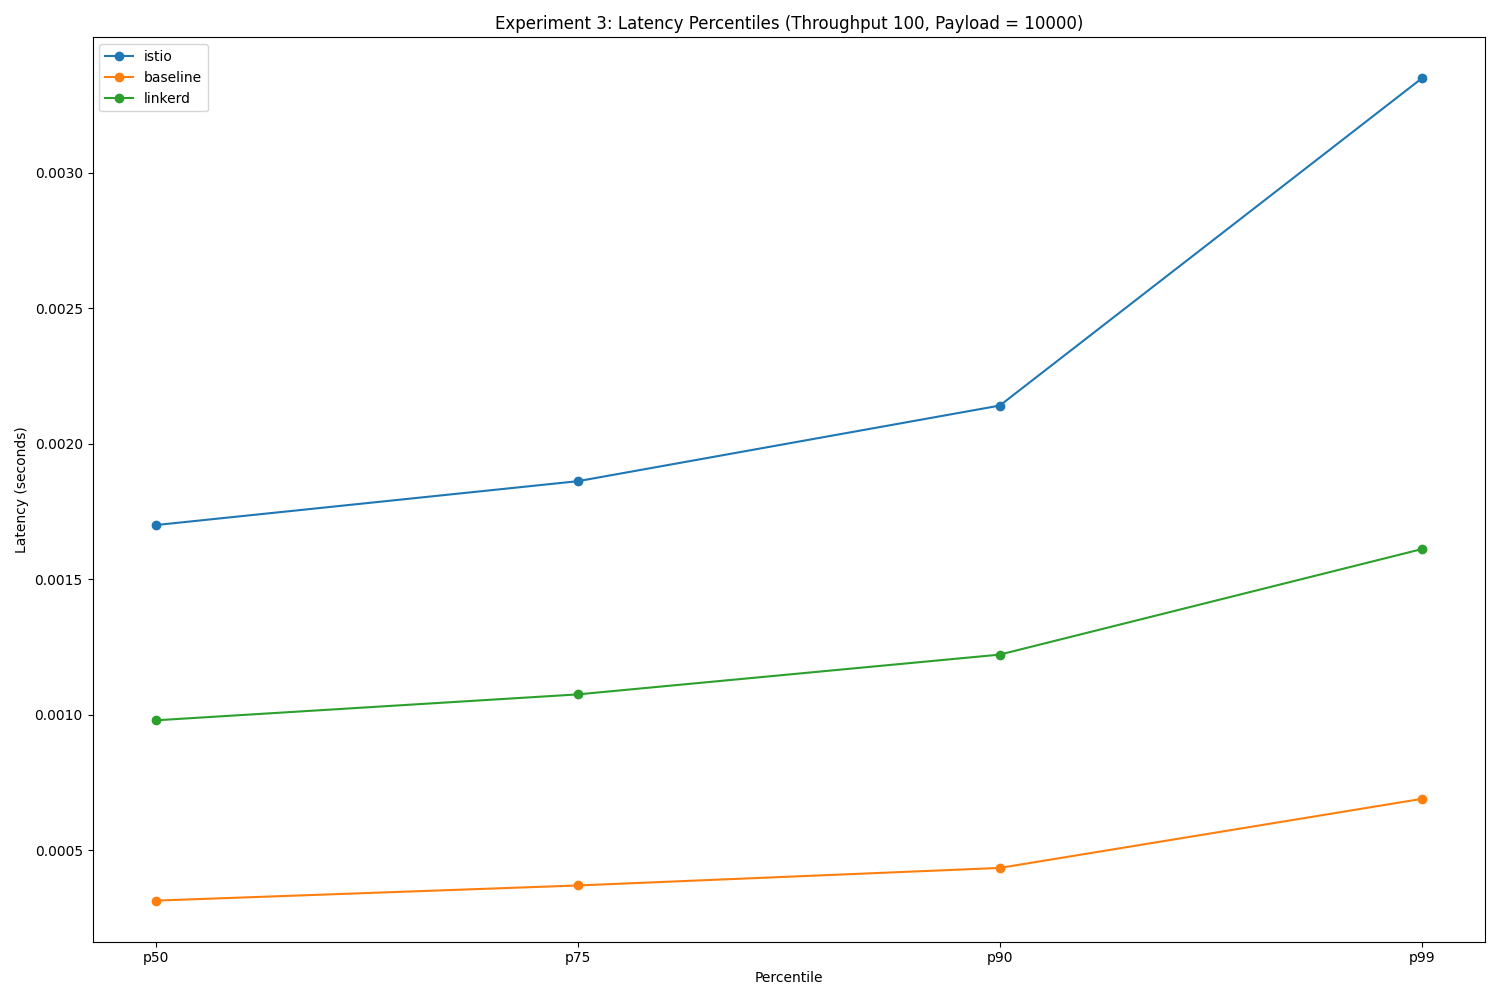 Experiment 3: Latency Percentiles (Throughput 100, Payload = 10000)
istio
baseline
linkerd
0.0030
0.0025
0.0020
0.0015
0.0010
0.0005
Latency (seconds)
p50 p75 p90 p99
Percentile